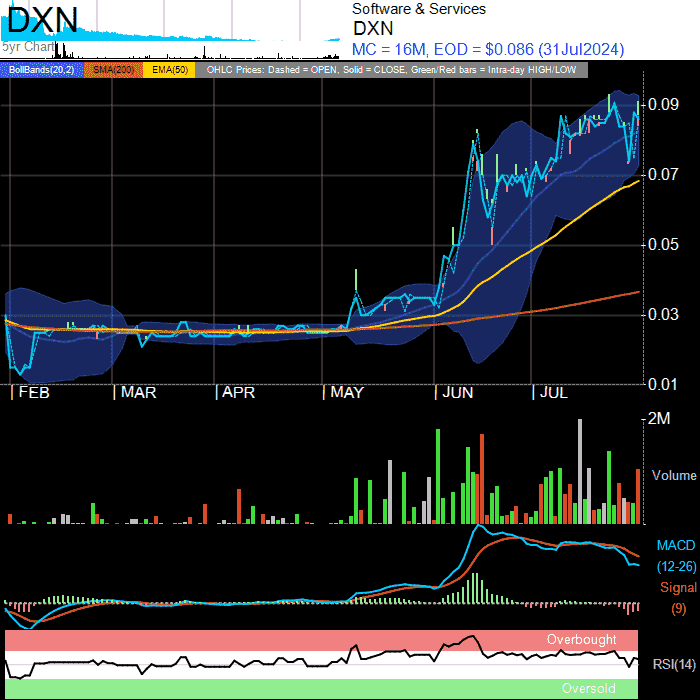 DXN
5yr Chart
Software & Services
DXN
MC = 16M, EOD = $0.086 (31Jul2024)
BollBands(20,2) SMA(200) EMA(50) OHLC Prices: Dashed = OPEN, Solid = CLOSE, Green/Red bars = Intra-day HIGH/LOW
0.09
0.07
0.05
0.03
0.01
FEB MAR APR MAY JUN JUL
2M
Volume
MACD
(12-26)
Signal
(9)
Overbought
RSI(14)
Oversold